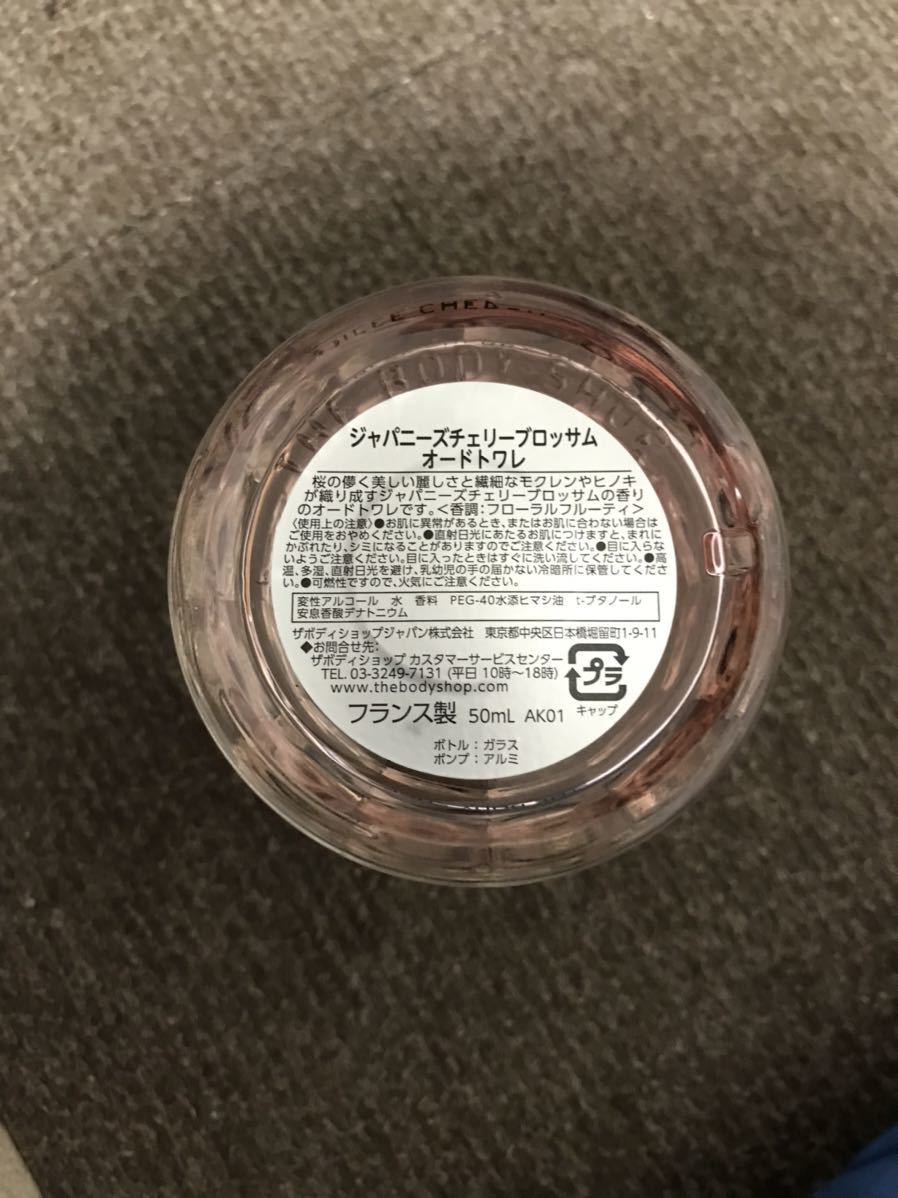 THE BODY SHOP
ジャパニーズチェリーブロッサム
オードトワレ
桜の儚く美しい麗しさと繊細なモクレンやヒノキ
が織り成すジャパニーズチェリーブロッサムの香り
のオードトワレです。<香調:フローラルフルーティ>
〈使用上の注意〉●お肌に異常があるとき、またはお肌に合わない場合は
ご使用をおやめください。●直射日光にあたるお肌につけますと、まれに
かぶれたり、シミになることがありますのでご注意ください。●目に入らな
いようご注意ください。目に入ったときはすぐに洗い流してください。●高
温、多湿、直射日光を避け、乳幼児の手の届かない冷暗所に保管してくださ
い。●可燃性ですので、火気にご注意ください。
変性アルコール 水 香料 PEG-40水添ヒマシ油 t-ブタノール
安息香酸デナトニウム
ザボディショップジャパン株式会社 東京都中央区日本橋堀留町1-9-11
◆お問合せ先:
ザボディショップ カスタマーサービスセンター
TEL. 03-3249-7131 (平日 10時〜18時)
www.thebodyshop.com
プラ
キャップ
フランス製 50mL AK01
ボトル:ガラス
ポンプ:アルミ